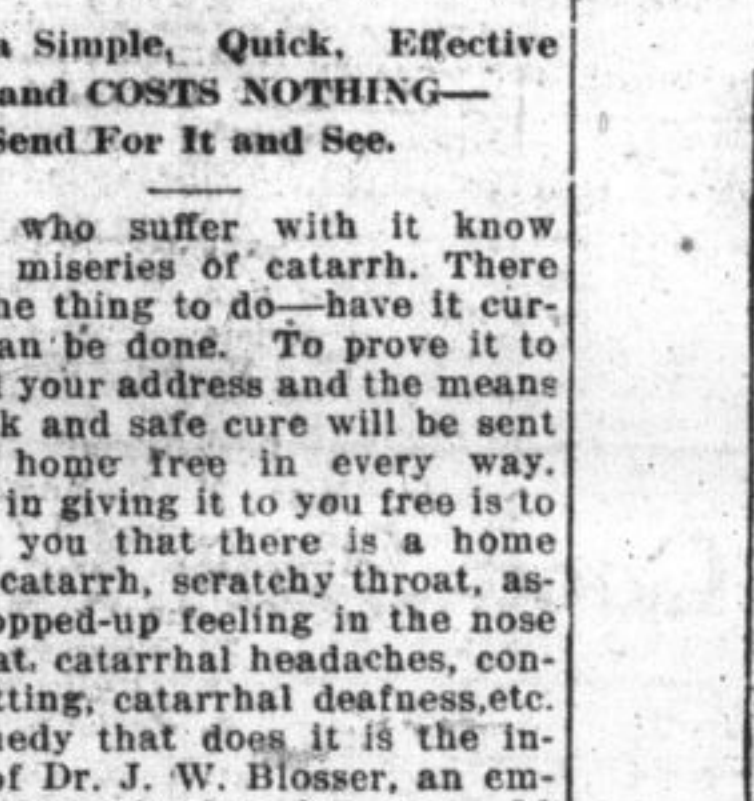 a Simple, Quick, Effective
and COSTS NOTHING—
Send For It and See.
who suffer with it know
miseries of catarrh. There
ne thing to do—have it cur-
an be done. To prove it to
your address and the means
k and safe cure will be sent
home free in every way.
in giving it to you free is to
you that there is a home
catarrh, scratchy throat, as-
opped-up feeling in the nose
at, catarrhal headaches, con-
tting, catarrhal deafness,etc.
nedy that does it is the in-
of Dr. J. W. Blosser, an em-